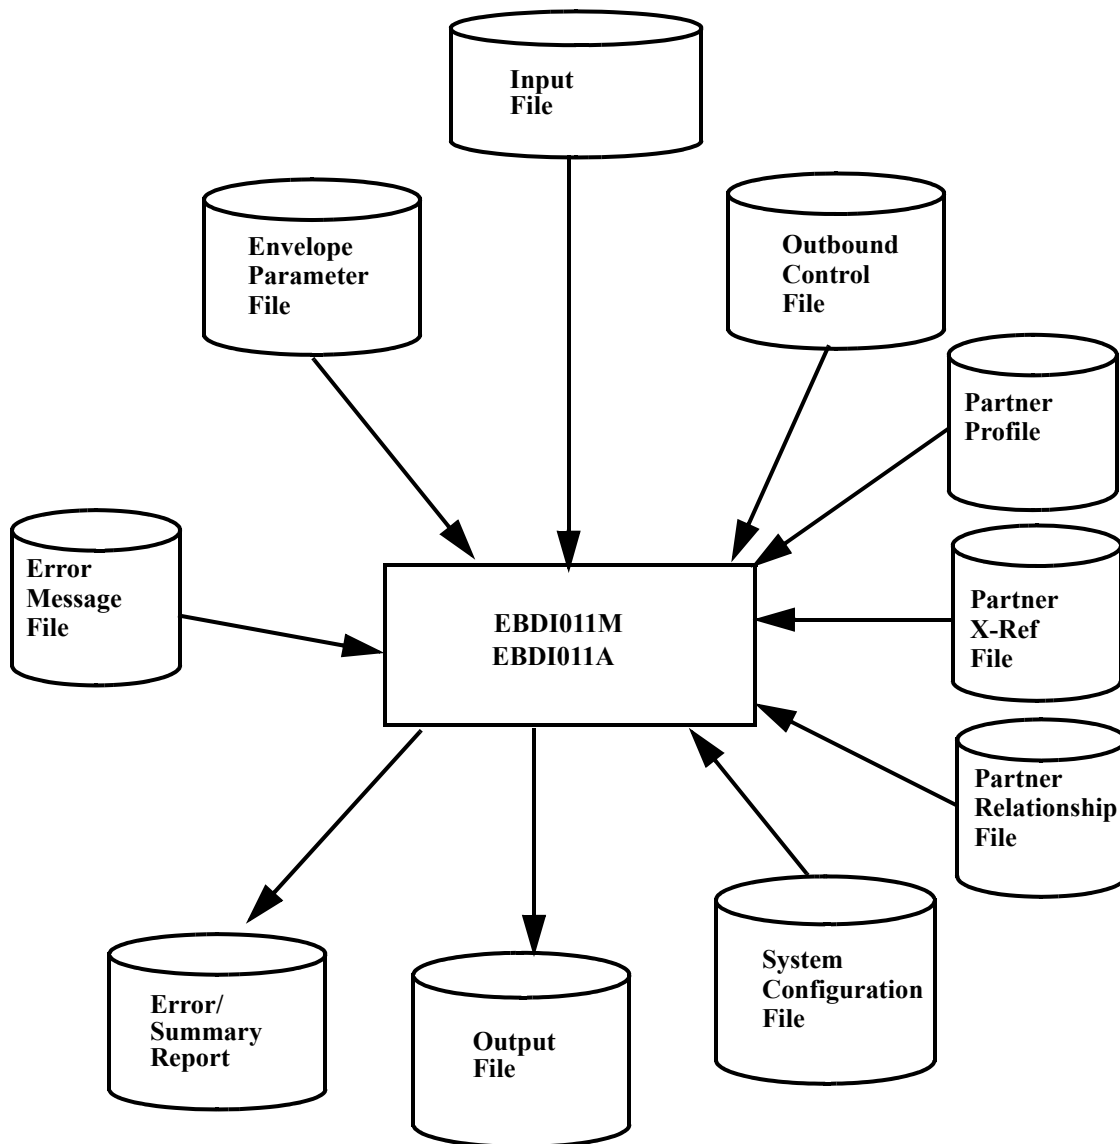 Input
File
Envelope
Parameter
File
Outbound
Control
File
Partner
Profile
Error
Message
File
EBDI011M
EBDI011A
Partner
X-Ref
File
Partner
Relationship
File
System
Configuration
File
Error/
Summary
Report
Output
File